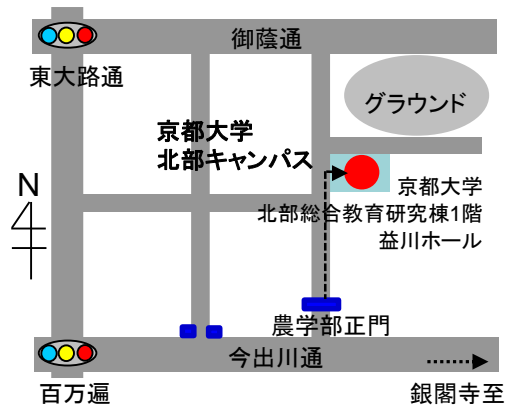 御蔭通
東大路通
グラウンド
京都大学
北部キャンパス
N
京都大学
北部総合教育研究棟1階
益川ホール
農学部正門
今出川通
百万遍
銀閣寺至